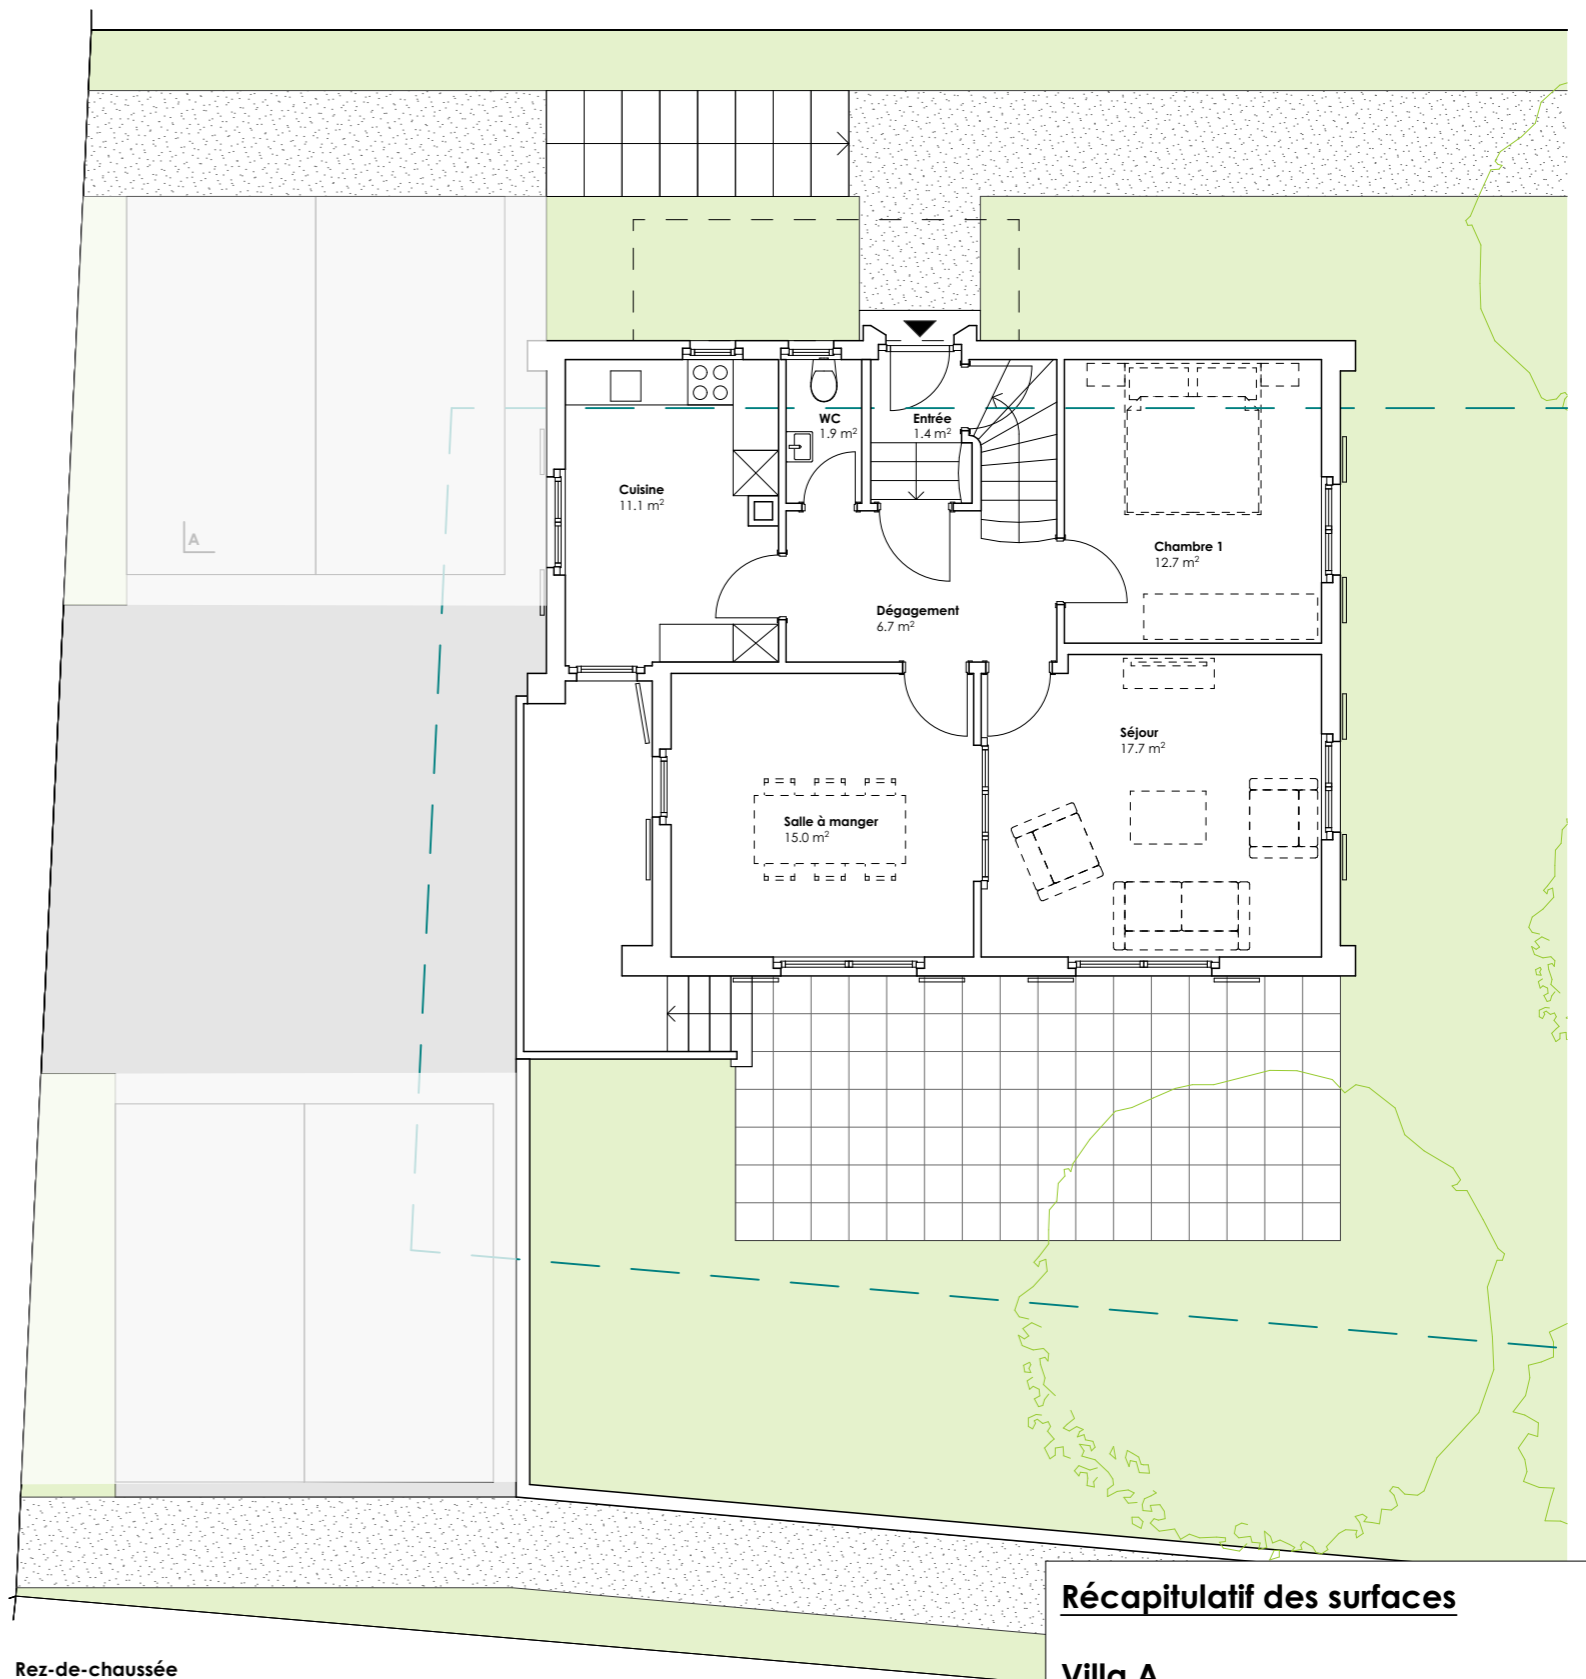 WC
1.9 m²
Entrée
1.4 m²
Cuisine
11.1 m²
A
Chambre 1
12.7 m²
Dégagement
6.7 m²
Séjour
17.7 m²
Salle à manger
15.0 m²
Récapitulatif des surfaces
Villa A
Rez-de-chaussée